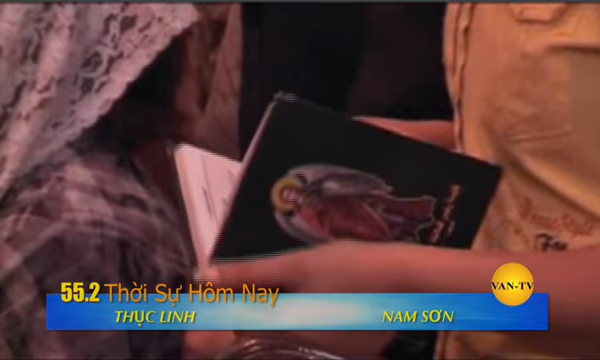 55.2 Thời Sự Hôm Nay
VAN-TV
THỤC LINH
NAM SƠN